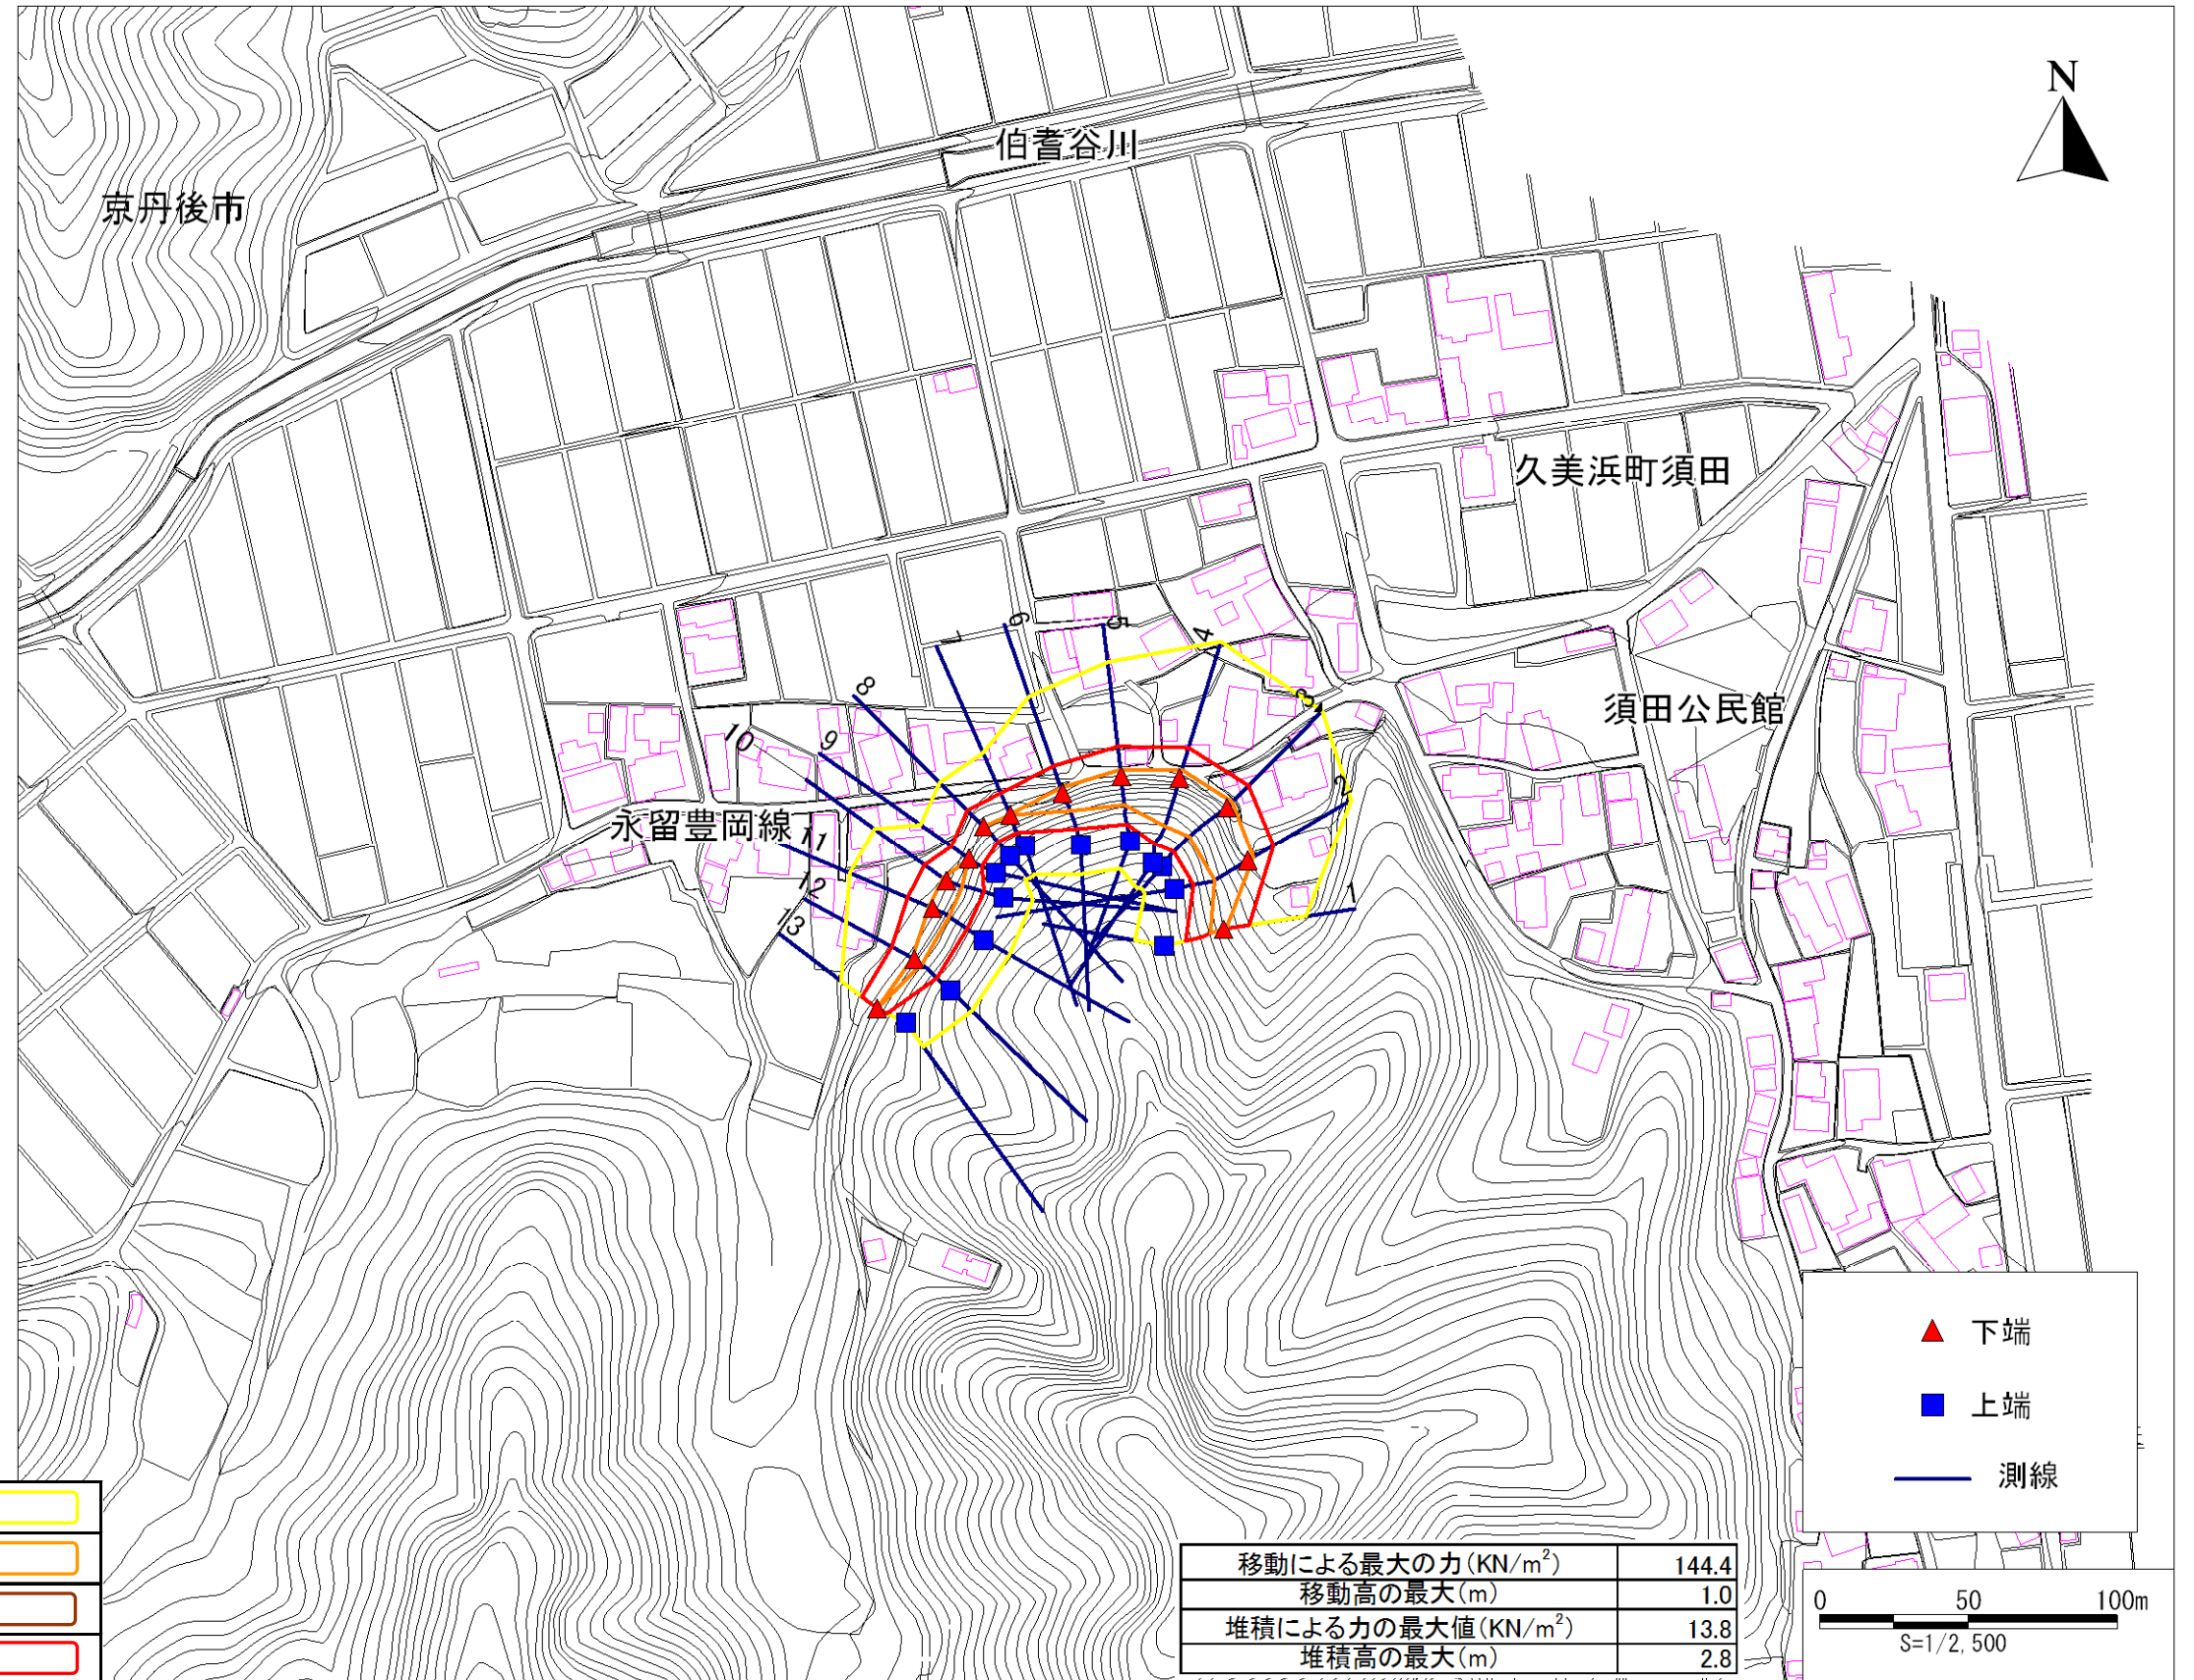 N
伯耆谷川
京丹後市
久美浜町須田
須田公民館
永留豊岡線
1
2
3
4
5
6
7
8
9
10
11
12
13
下端
上端
測線
移動による最大の力(KN/m²) 144.4
移動高の最大(m) 1.0
堆積による力の最大値(KN/m²) 13.8
堆積高の最大(m) 2.8
0 50 100m
S=1/2,500